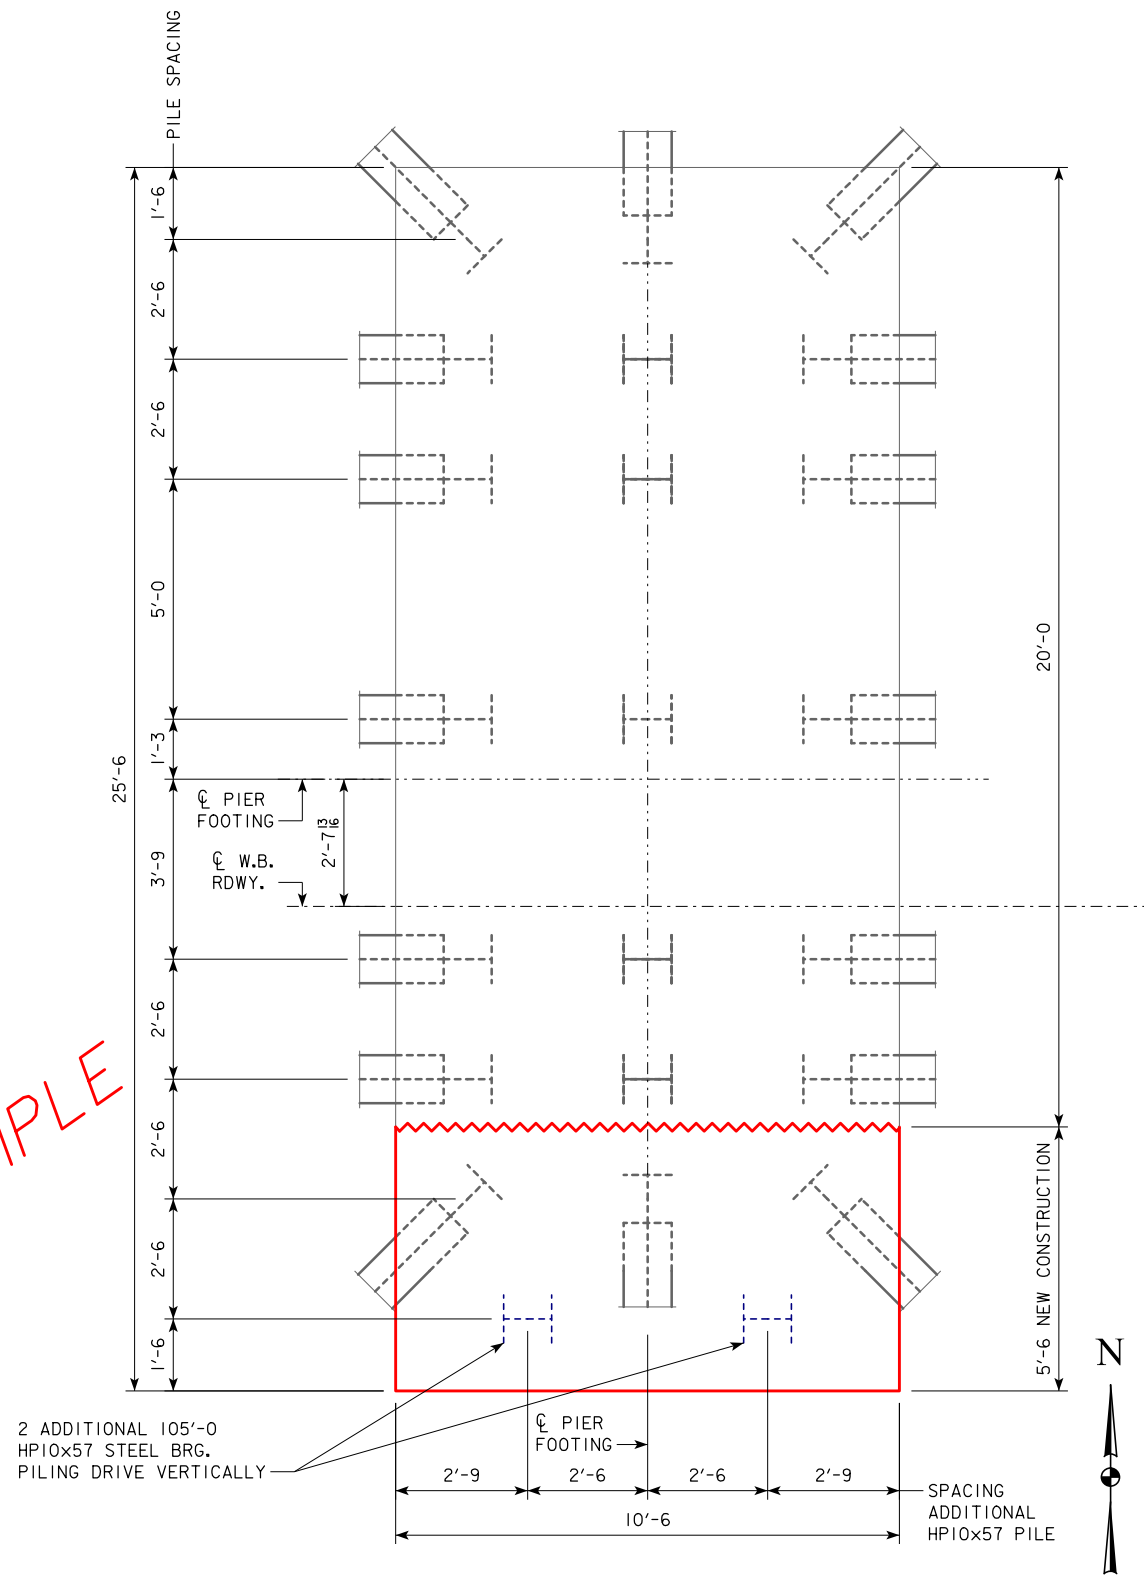 PILE SPACING
1'-6
2'-6
2'-6
5'-0
1'-3
25'-6
20'-0
℄ PIER
FOOTING
2'-7 13/16
℄ W.B.
RDWY.
3'-9
2'-6
2'-6
2'-6
1'-6
5'-6 NEW CONSTRUCTION
N
2 ADDITIONAL 105'-0
HP10x57 STEEL BRG.
PILING DRIVE VERTICALLY
℄ PIER
FOOTING
2'-9
2'-6
2'-6
2'-9
SPACING
ADDITIONAL
HP10x57 PILE
10'-6